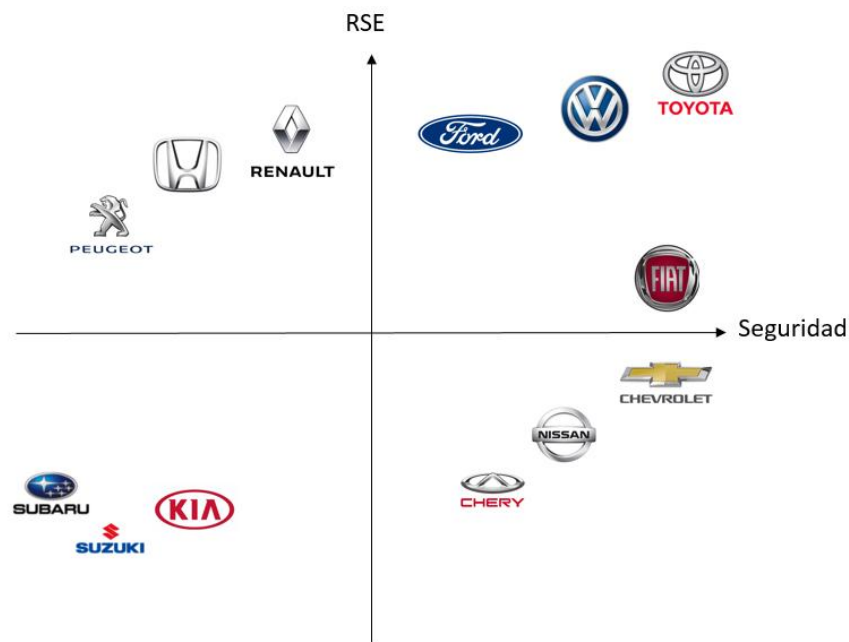 RSE
TOYOTA
Ford
RENAULT
PEUGEOT
FIAT
Seguridad
CHEVROLET
NISSAN
CHERY
SUBARU
KIA
SUZUKI